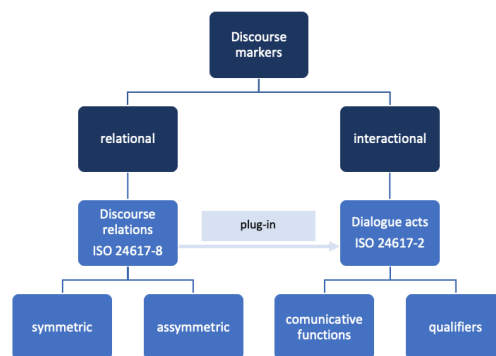 Discourse
markers
relational
interactional
Discourse
relations
ISO 24617-8
plug-in
Dialogue acts
ISO 24617-2
symmetric
assymmetric
comunicative
functions
qualifiers